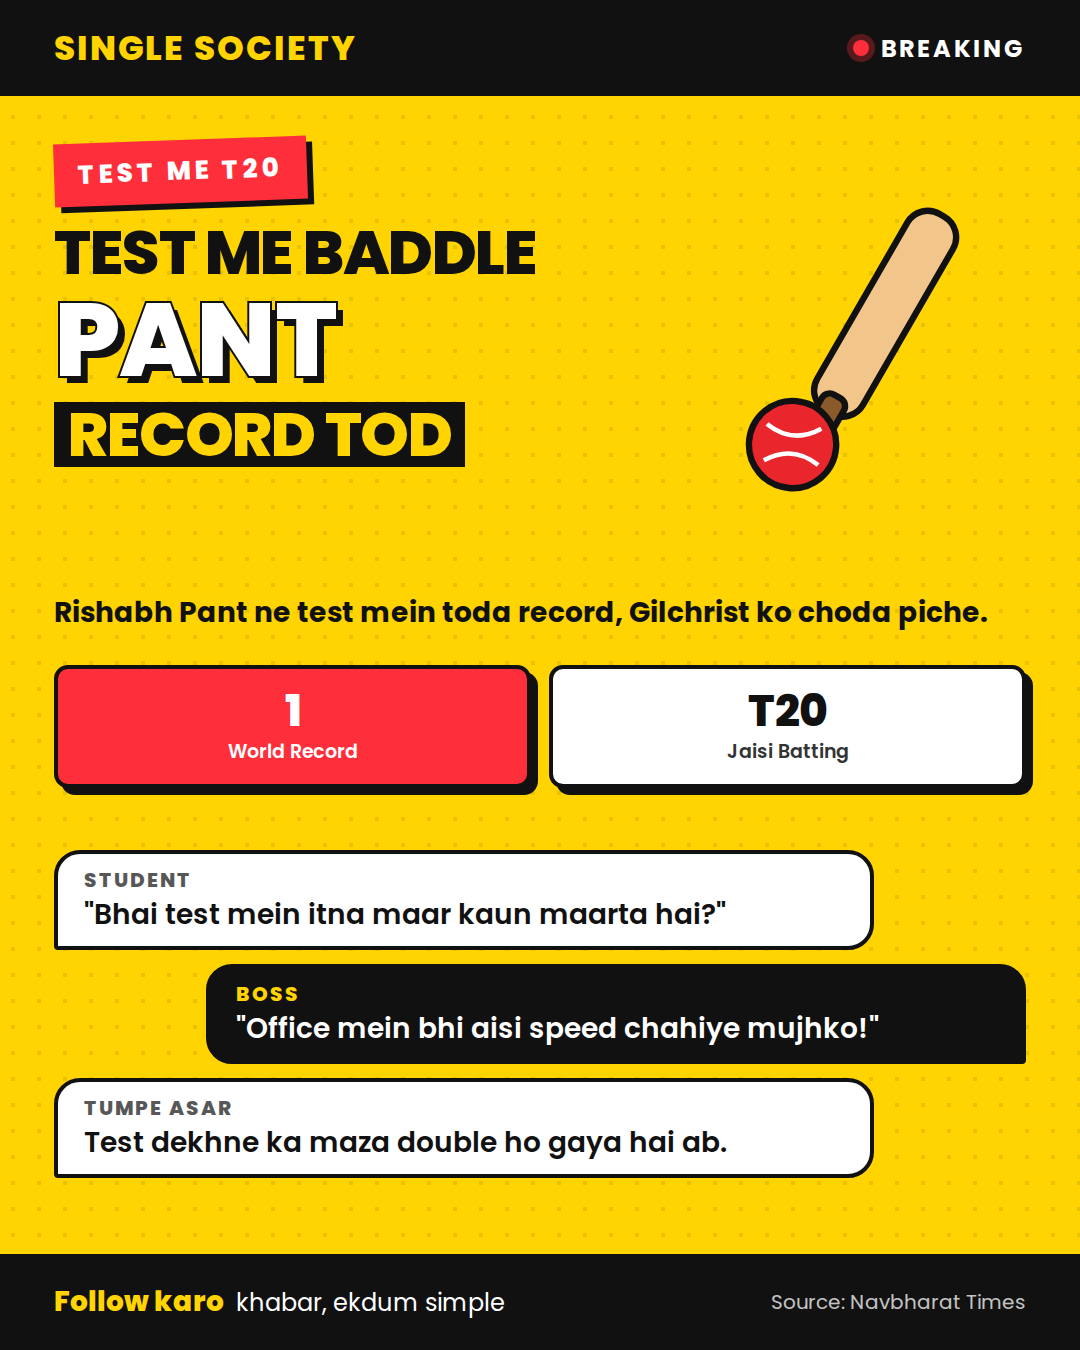 SINGLE SOCIETY
BREAKING
TEST ME T20
TEST ME BADDLE
PANT
RECORD TOD
Rishabh Pant ne test mein toda record, Gilchrist ko choda piche.
1
World Record
T20
Jaisi Batting
STUDENT
"Bhai test mein itna maar kaun maarta hai?"
BOSS
"Office mein bhi aisi speed chahiye mujhko!"
TUMPE ASAR
Test dekhne ka maza double ho gaya hai ab.
Follow karo khabar, ekdum simple
Source: Navbharat Times